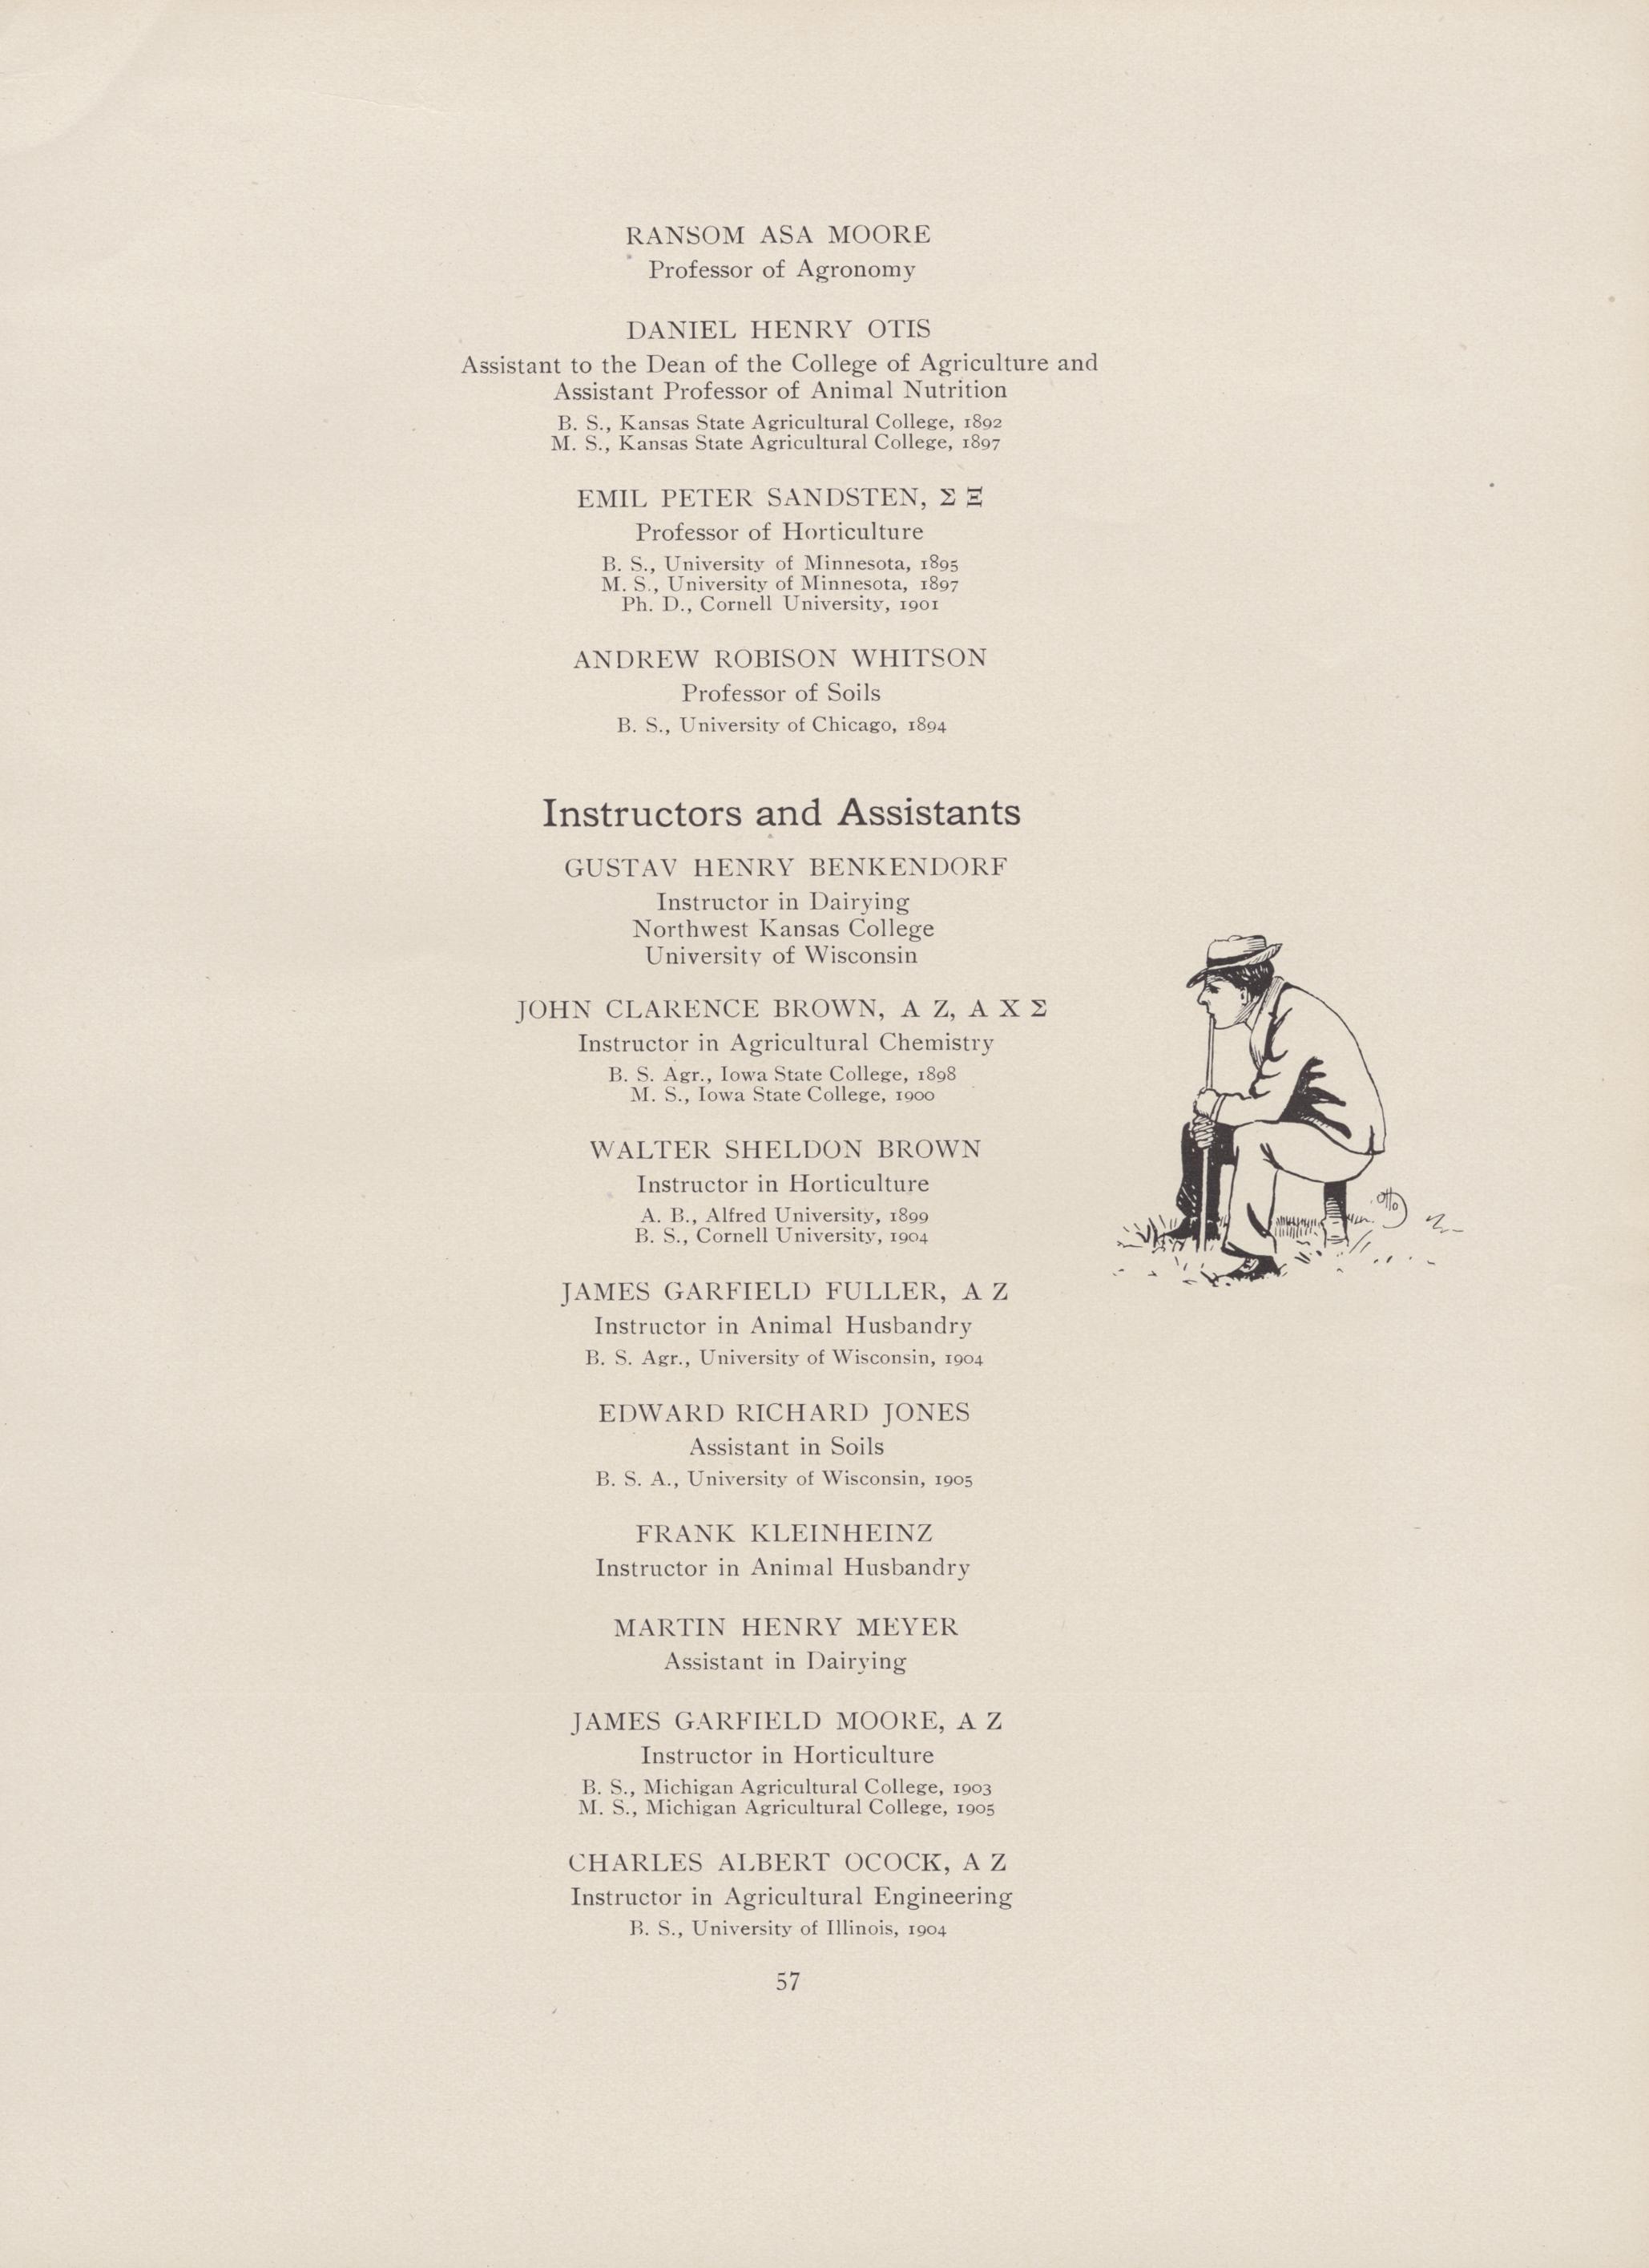 RANSOM ASA MOORE
Professor of Agronomy
DANIEL HENRY OTIS
Assistant to the Dean of the College of Agriculture and
Assistant Professor of Animal Nutrition
B. S., Kansas State Agricultural College, 1892
M. S., Kansas State Agricultural College, 1897
EMIL PETER SANDSTEN, Σ Ξ
Professor of Horticulture
B. S., University of Minnesota, 1895
M. S., University of Minnesota, 1897
Ph. D., Cornell University, 1901
ANDREW ROBISON WHITSON
Professor of Soils
B. S., University of Chicago, 1894
Instructors and Assistants
GUSTAV HENRY BENKENDORF
Instructor in Dairying
Northwest Kansas College
University of Wisconsin
JOHN CLARENCE BROWN, Α Ζ, Α Χ Σ
Instructor in Agricultural Chemistry
B. S. Agr., Iowa State College, 1898
M. S., Iowa State College, 1900
WALTER SHELDON BROWN
Instructor in Horticulture
A. B., Alfred University, 1899
B. S., Cornell University, 1904
Otto
JAMES GARFIELD FULLER, Α Ζ
Instructor in Animal Husbandry
B. S. Agr., University of Wisconsin, 1904
EDWARD RICHARD JONES
Assistant in Soils
B. S. A., University of Wisconsin, 1905
FRANK KLEINHEINZ
Instructor in Animal Husbandry
MARTIN HENRY MEYER
Assistant in Dairying
JAMES GARFIELD MOORE, Α Ζ
Instructor in Horticulture
B. S., Michigan Agricultural College, 1903
M. S., Michigan Agricultural College, 1905
CHARLES ALBERT OCOCK, Α Ζ
Instructor in Agricultural Engineering
B. S., University of Illinois, 1904
57